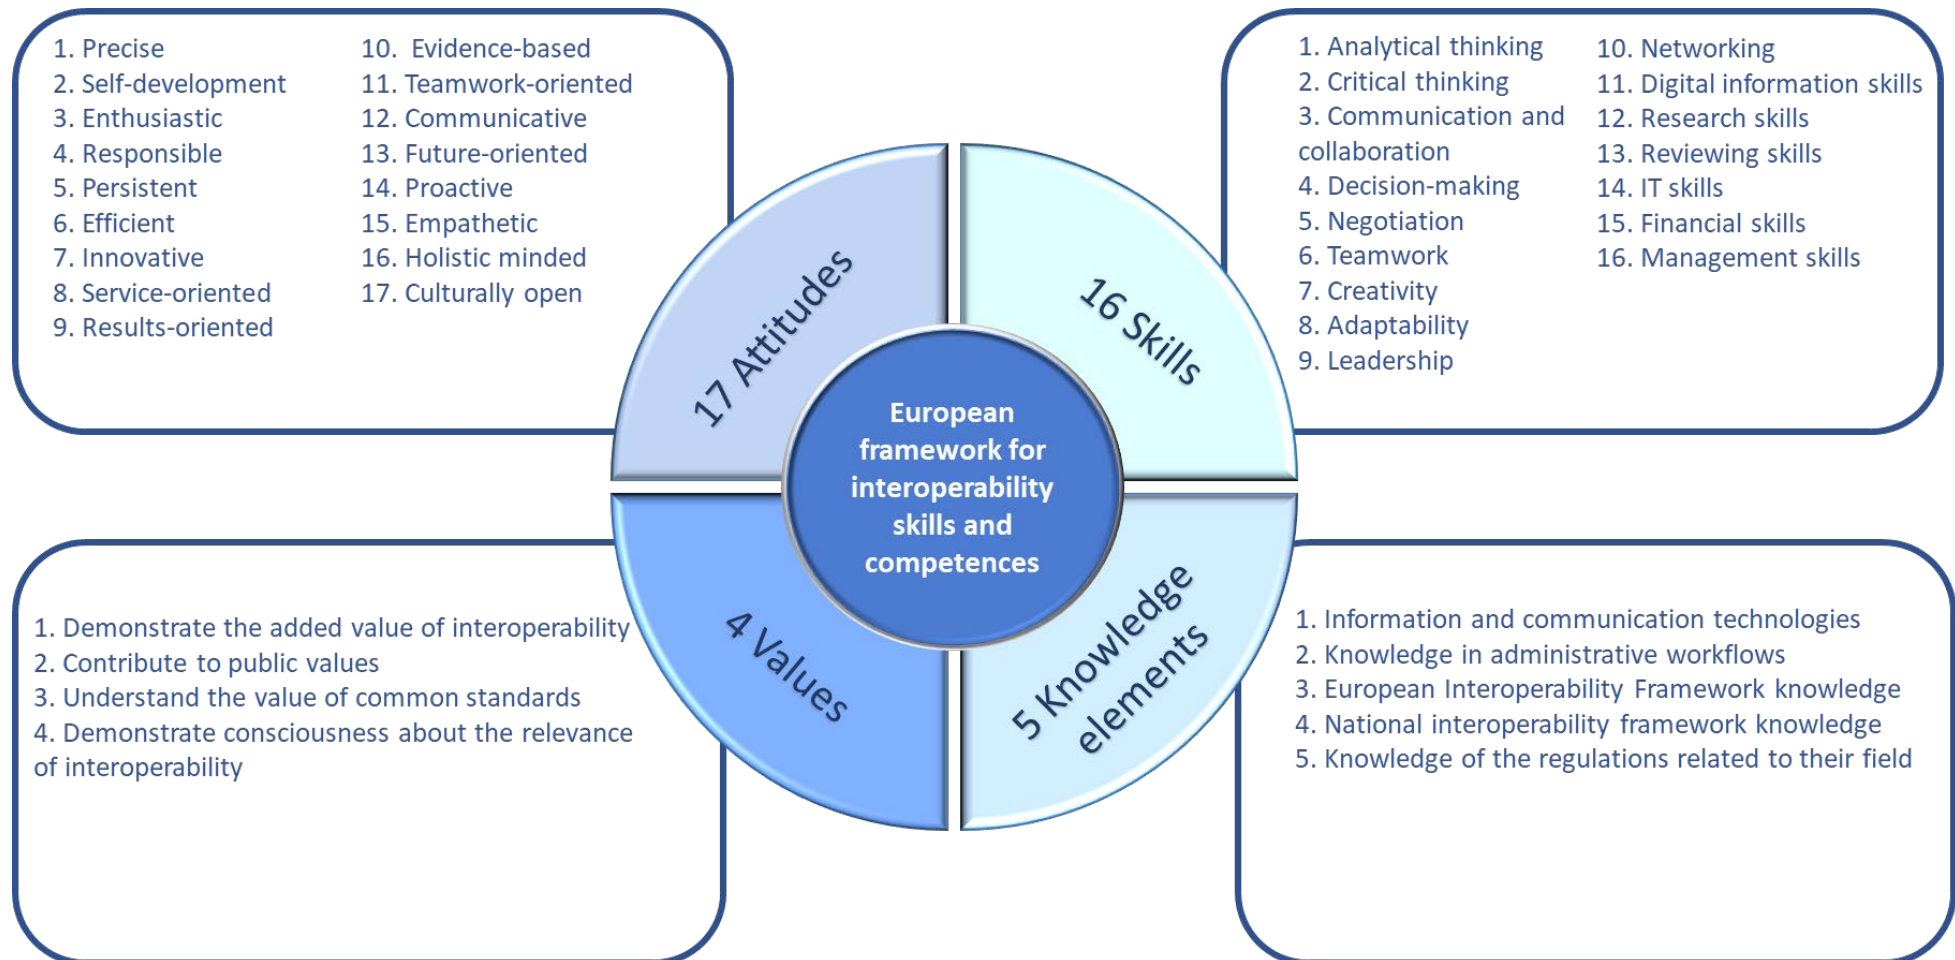 1. Precise
2. Self-development
3. Enthusiastic
4. Responsible
5. Persistent
6. Efficient
7. Innovative
8. Service-oriented
9. Results-oriented
10. Evidence-based
11. Teamwork-oriented
12. Communicative
13. Future-oriented
14. Proactive
15. Empathetic
16. Holistic minded
17. Culturally open
17 Attitudes
1. Analytical thinking
2. Critical thinking
3. Communication and
collaboration
4. Decision-making
5. Negotiation
6. Teamwork
7. Creativity
8. Adaptability
9. Leadership
10. Networking
11. Digital information skills
12. Research skills
13. Reviewing skills
14. IT skills
15. Financial skills
16. Management skills
16 Skills
European
framework for
interoperability
skills and
competences
1. Demonstrate the added value of interoperability
2. Contribute to public values
3. Understand the value of common standards
4. Demonstrate consciousness about the relevance
of interoperability
4 Values
5 Knowledge
elements
1. Information and communication technologies
2. Knowledge in administrative workflows
3. European Interoperability Framework knowledge
4. National interoperability framework knowledge
5. Knowledge of the regulations related to their field